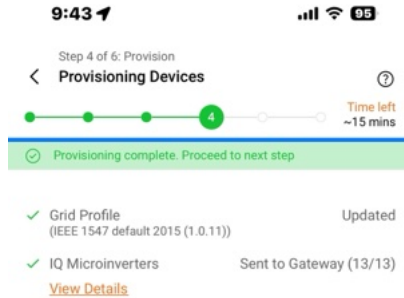 9:43
95
Step 4 of 6: Provision
Provisioning Devices
?
Time left
4
~15 mins
Provisioning complete. Proceed to next step
Grid Profile
Updated
(IEEE 1547 default 2015 (1.0.11))
IQ Microinverters
Sent to Gateway (13/13)
View Details